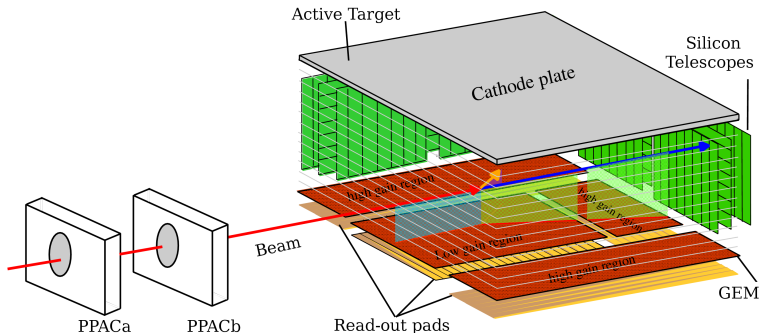 Active Target
Silicon
Telescopes
Cathode plate
high gain region
high gain region
Beam
Low gain region
high gain region
GEM
PPACa
PPACb
Read-out pads